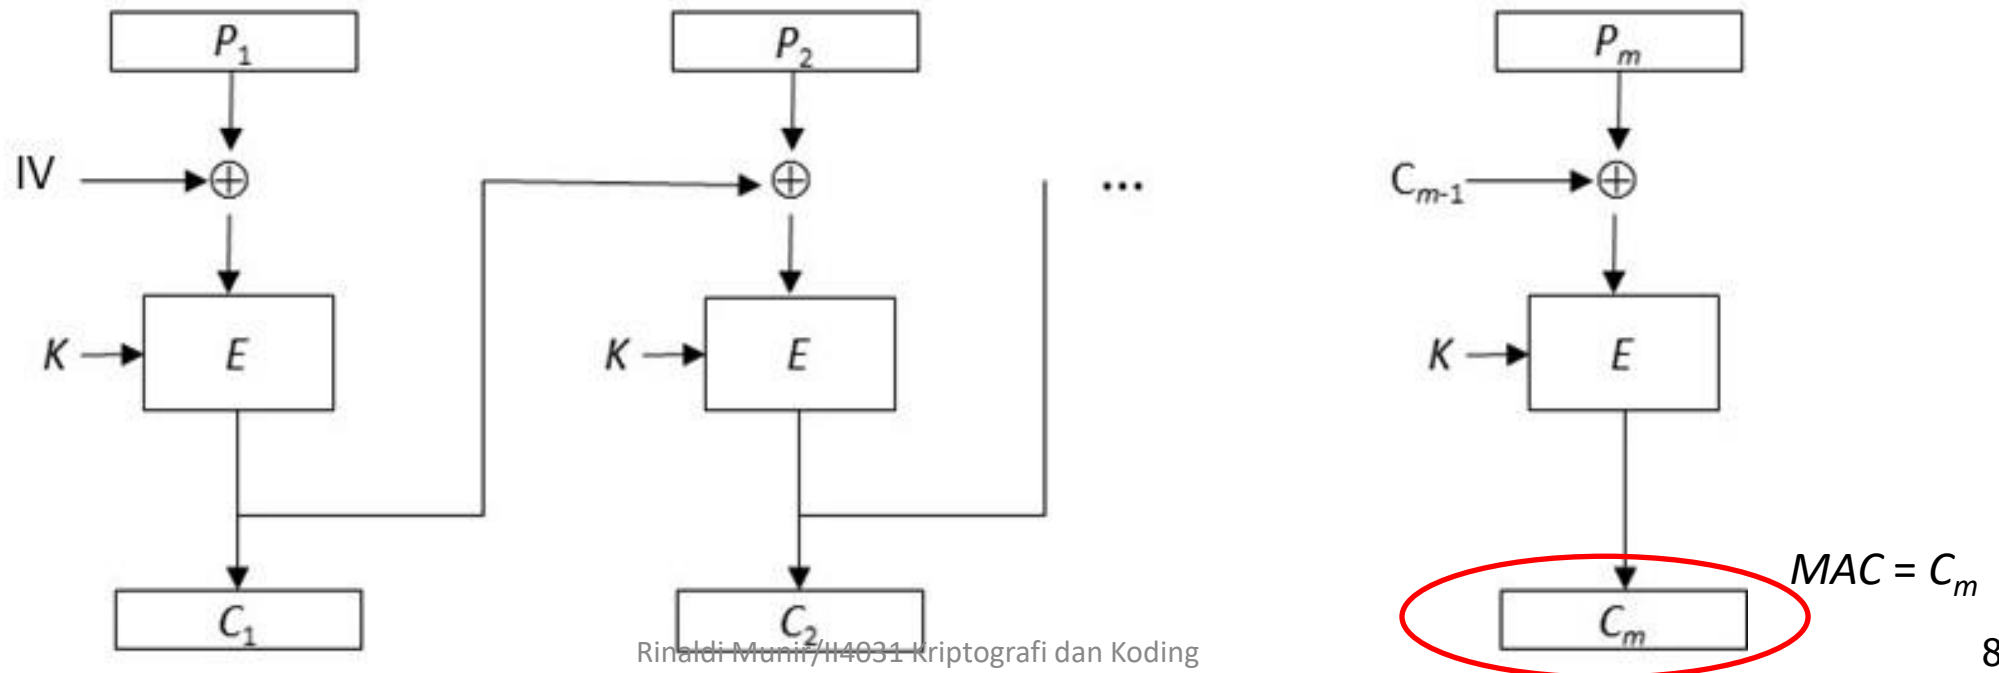 P₁ P₂ Pₘ
IV ... Cₘ₋₁
K E K E K E
MAC = Cₘ
C₁ C₂ Cₘ
Rinaldi Munir/II4031 Kriptografi dan Koding 8